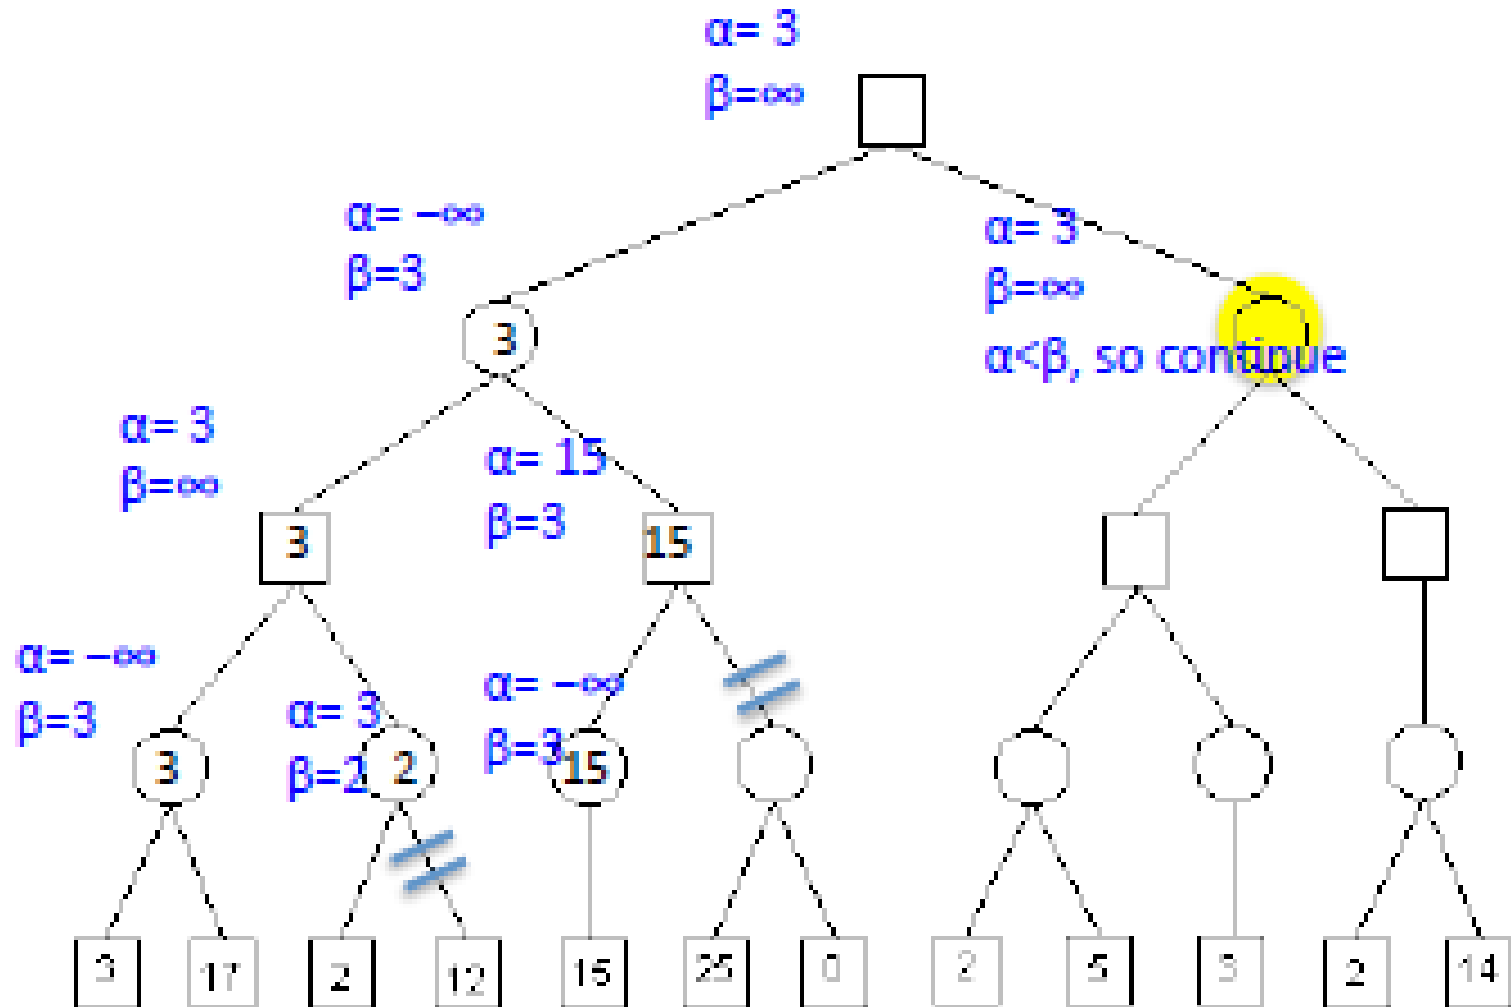 α= 3
β=∞
α= −∞
β=3
α= 3
β=∞
α<β, so continue
3
α= 3
β=∞
α= 15
β=3
3
15
α= −∞
β=3
α= 3
β=2
α= −∞
β=3
3
2
15
3
17
2
12
15
25
0
2
5
3
2
14